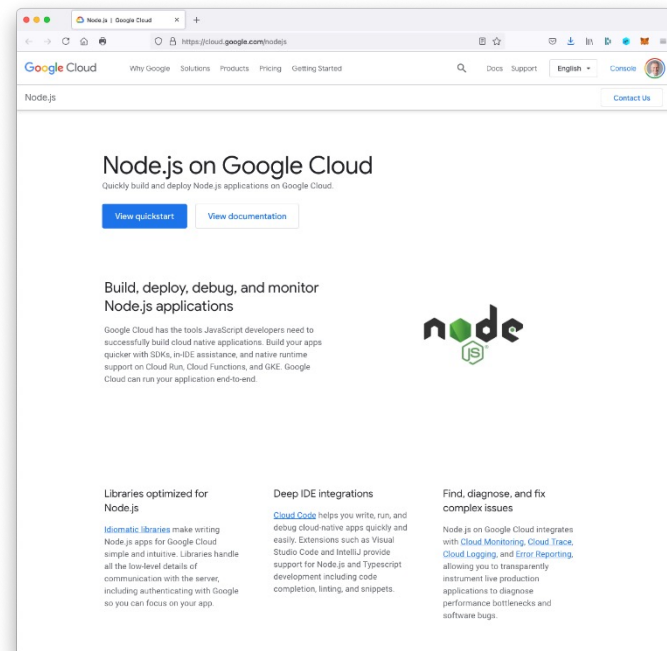 Node.js | Google Cloud
https://cloud.google.com/nodejs
Google Cloud
Why Google Solutions Products Pricing Getting Started
Docs Support English Console
Node.js
Contact Us
Node.js on Google Cloud
Quickly build and deploy Node.js applications on Google Cloud.
View quickstart View documentation
Build, deploy, debug, and monitor
Node.js applications
Google Cloud has the tools JavaScript developers need to
successfully build cloud native applications. Build your apps
quicker with SDKs, in-IDE assistance, and native runtime
support on Cloud Run, Cloud Functions, and GKE. Google
Cloud can run your application end-to-end.
node
JS
Libraries optimized for
Node.js
Idiomatic libraries make writing
Node.js apps for Google Cloud
simple and intuitive. Libraries handle
all the low-level details of
communication with the server,
including authenticating with Google
so you can focus on your app.
Deep IDE integrations
Cloud Code helps you write, run, and
debug cloud-native apps quickly and
easily. Extensions such as Visual
Studio Code and IntelliJ provide
support for Node.js and Typescript
development including code
completion, linting, and snippets.
Find, diagnose, and fix
complex issues
Node.js on Google Cloud integrates
with Cloud Monitoring, Cloud Trace,
Cloud Logging, and Error Reporting,
allowing you to transparently
instrument live production
applications to diagnose
performance bottlenecks and
software bugs.